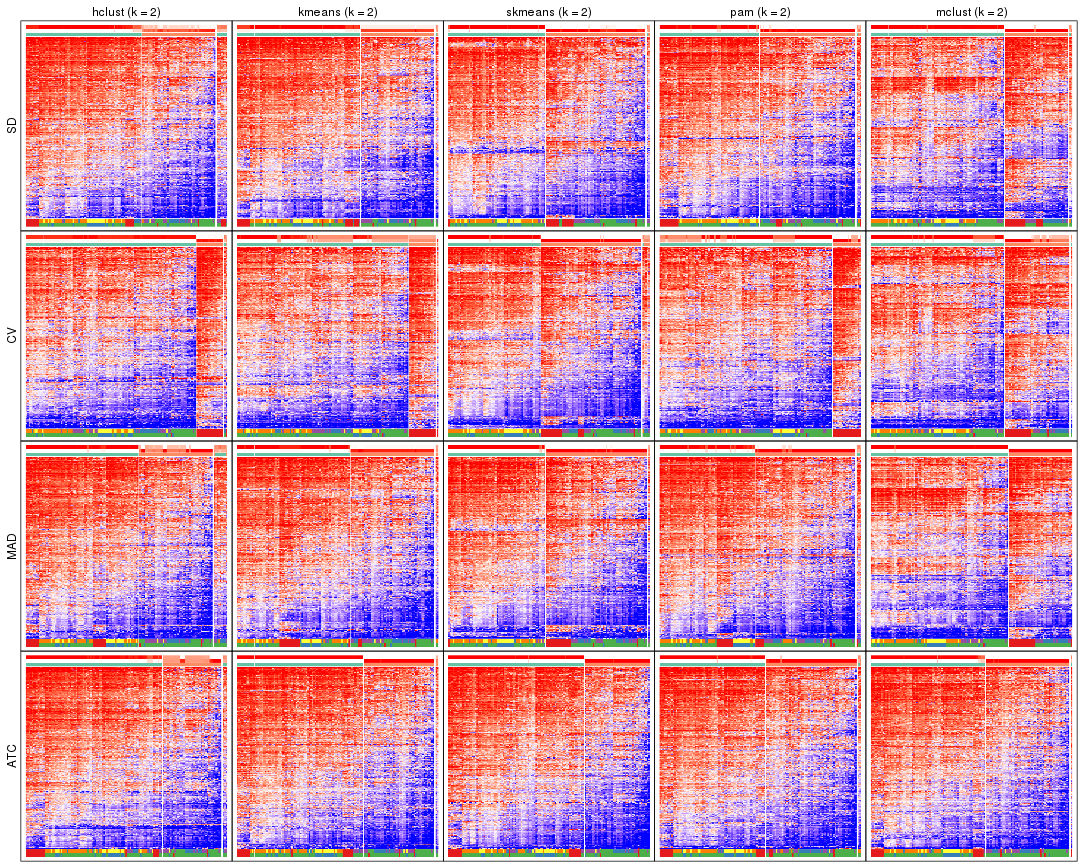 hclust (k = 2) kmeans (k = 2) skmeans (k = 2) pam (k = 2) mclust (k = 2)
SD
CV
MAD
ATC